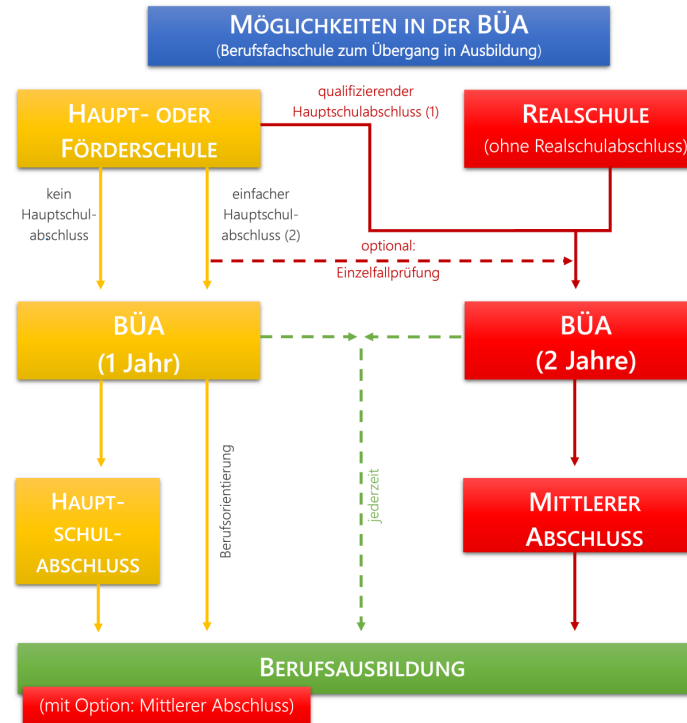 MÖGLICHKEITEN IN DER BÜA
(Berufsfachschule zum Übergang in Ausbildung)
qualifizierender
Hauptschulabschluss (1)
HAUPT- ODER
FÖRDERSCHULE
REALSCHULE
(ohne Realschulabschluss)
kein
Hauptschul-
abschluss
einfacher
Hauptschul-
abschluss (2)
optional:
Einzelfallprüfung
BÜA
(1 Jahr)
BÜA
(2 Jahre)
Berufsorientierung
jederzeit
HAUPT-
SCHUL-
ABSCHLUSS
MITTLERER
ABSCHLUSS
BERUFSAUSBILDUNG
(mit Option: Mittlerer Abschluss)